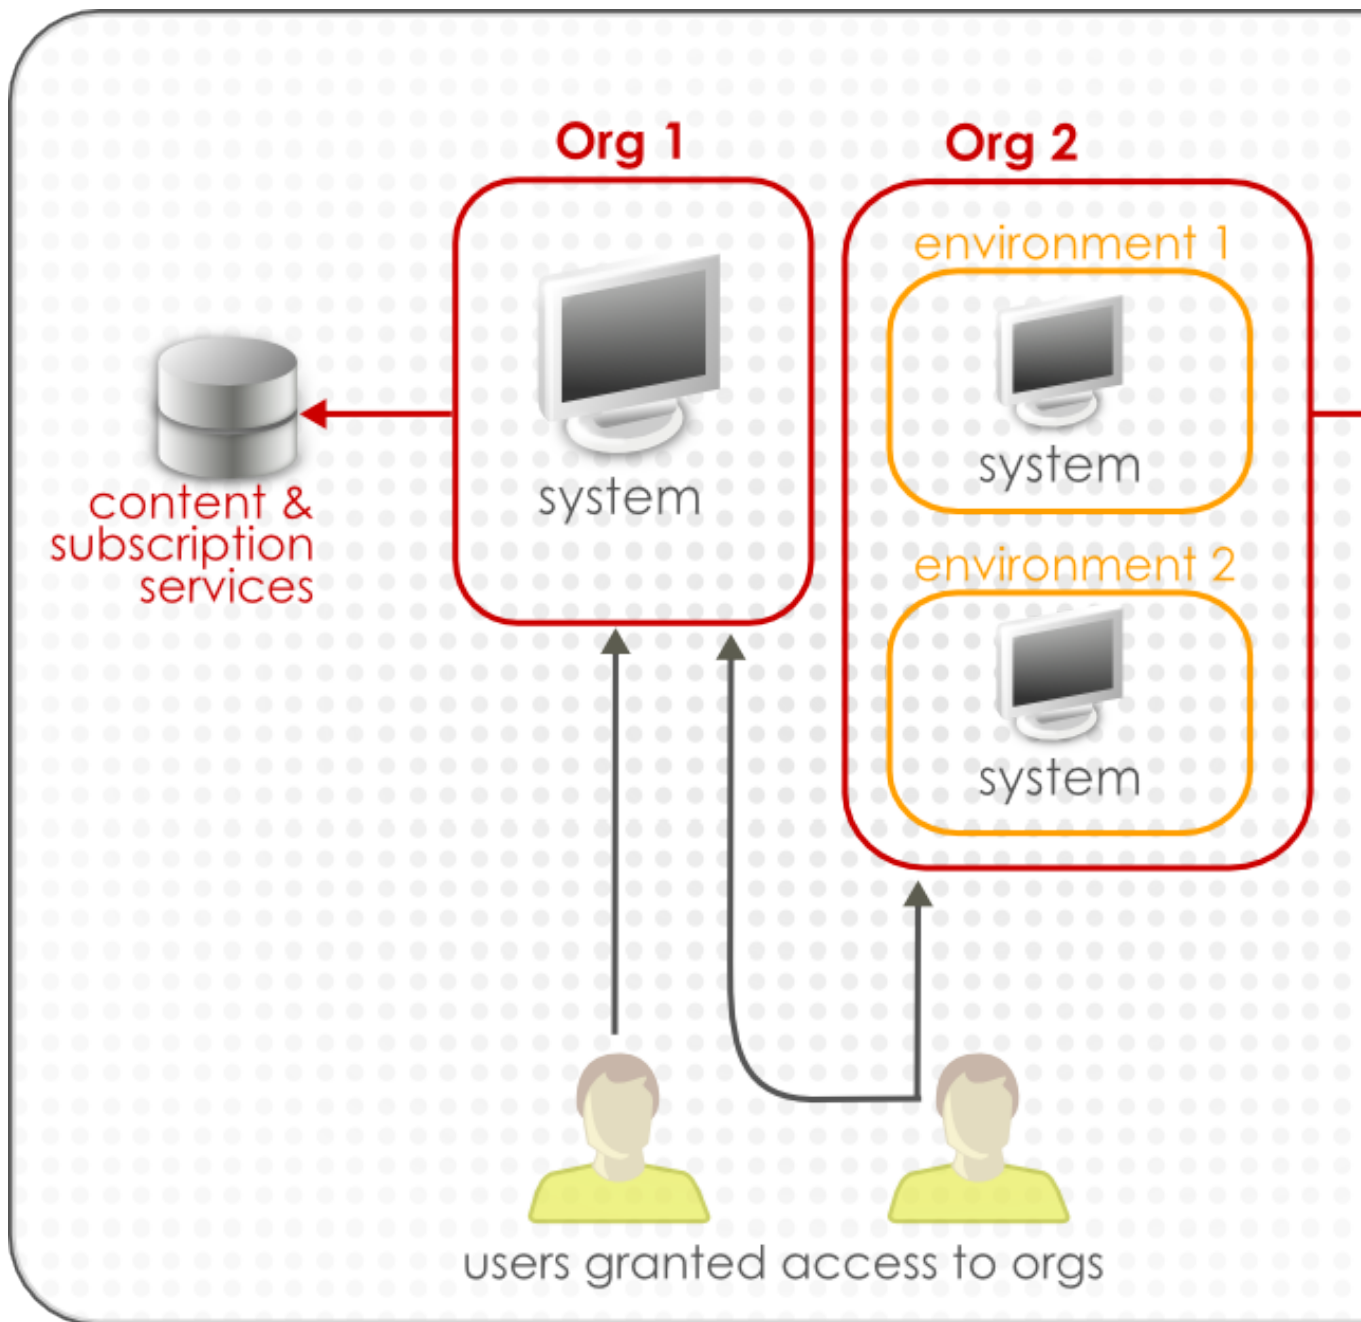 Org 1
Org 2
environment 1
system
system
content &
subscription
services
environment 2
system
users granted access to orgs